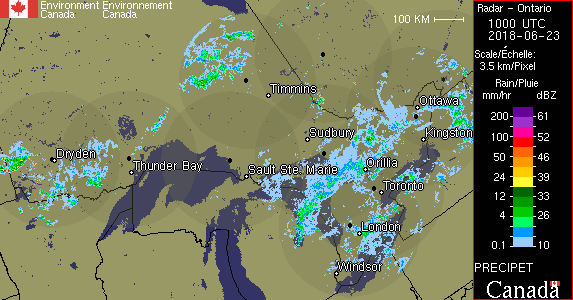 Environment Environnement
Canada Canada
100 KM
Timmins
Ottawa
Kingston
Sudbury
Dryden
Thunder Bay
Sault Ste. Marie
Orillia
Toronto
London
Windsor
Radar - Ontario
1000 UTC
2018-06-23
Scale/Échelle:
3.5 km/Pixel
Rain/Pluie
mm/hr dBZ
200 61
100 52
50 46
24 39
12 33
4 26
0.1 10
PRECIPET
Canada